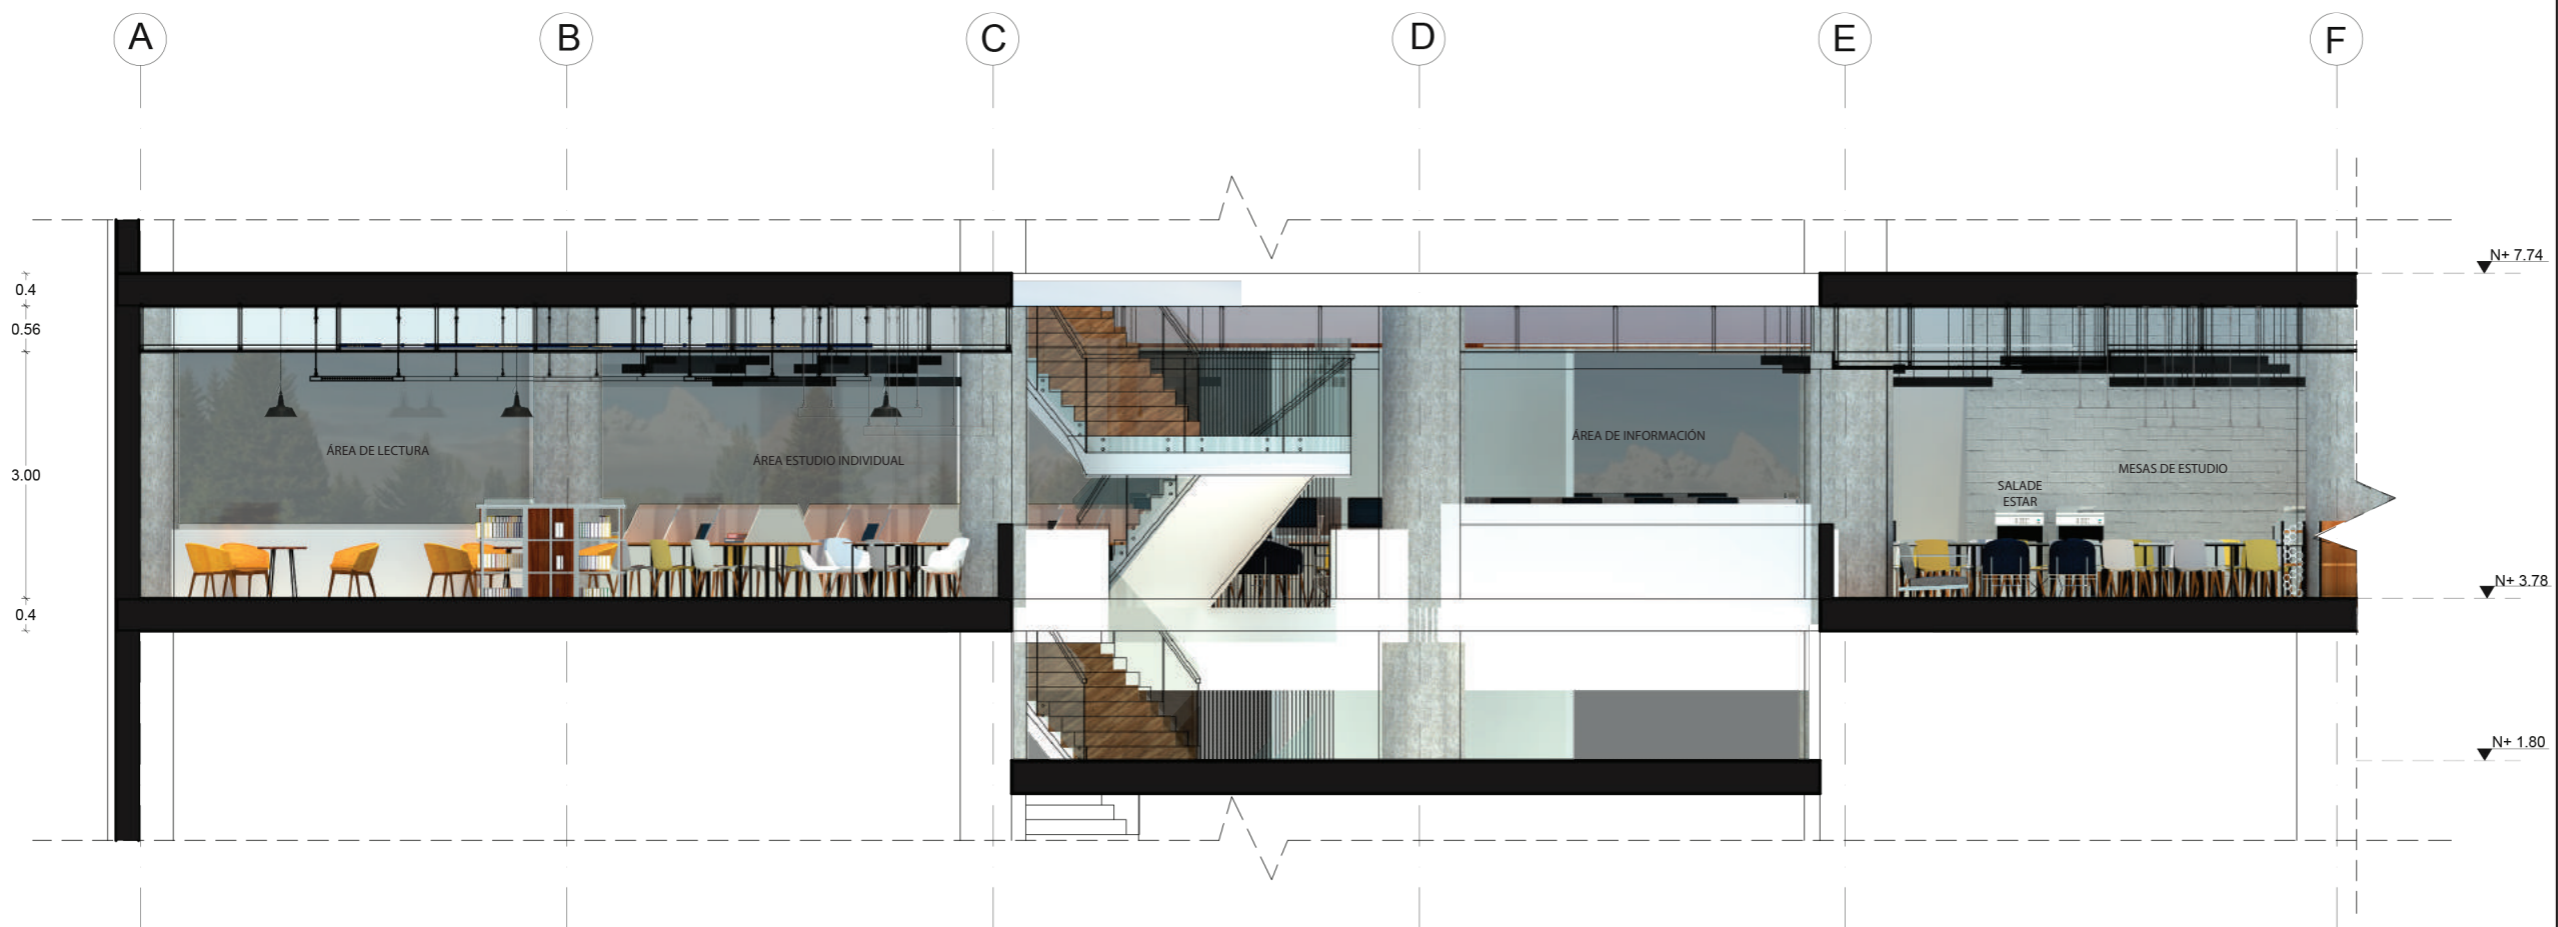 A
B
C
D
E
F
N+ 7.74
0.4
0.56
ÁREA DE LECTURA
ÁREA ESTUDIO INDIVIDUAL
ÁREA DE INFORMACIÓN
MESAS DE ESTUDIO
3.00
SALADE
ESTAR
N+ 3.78
0.4
N+ 1.80